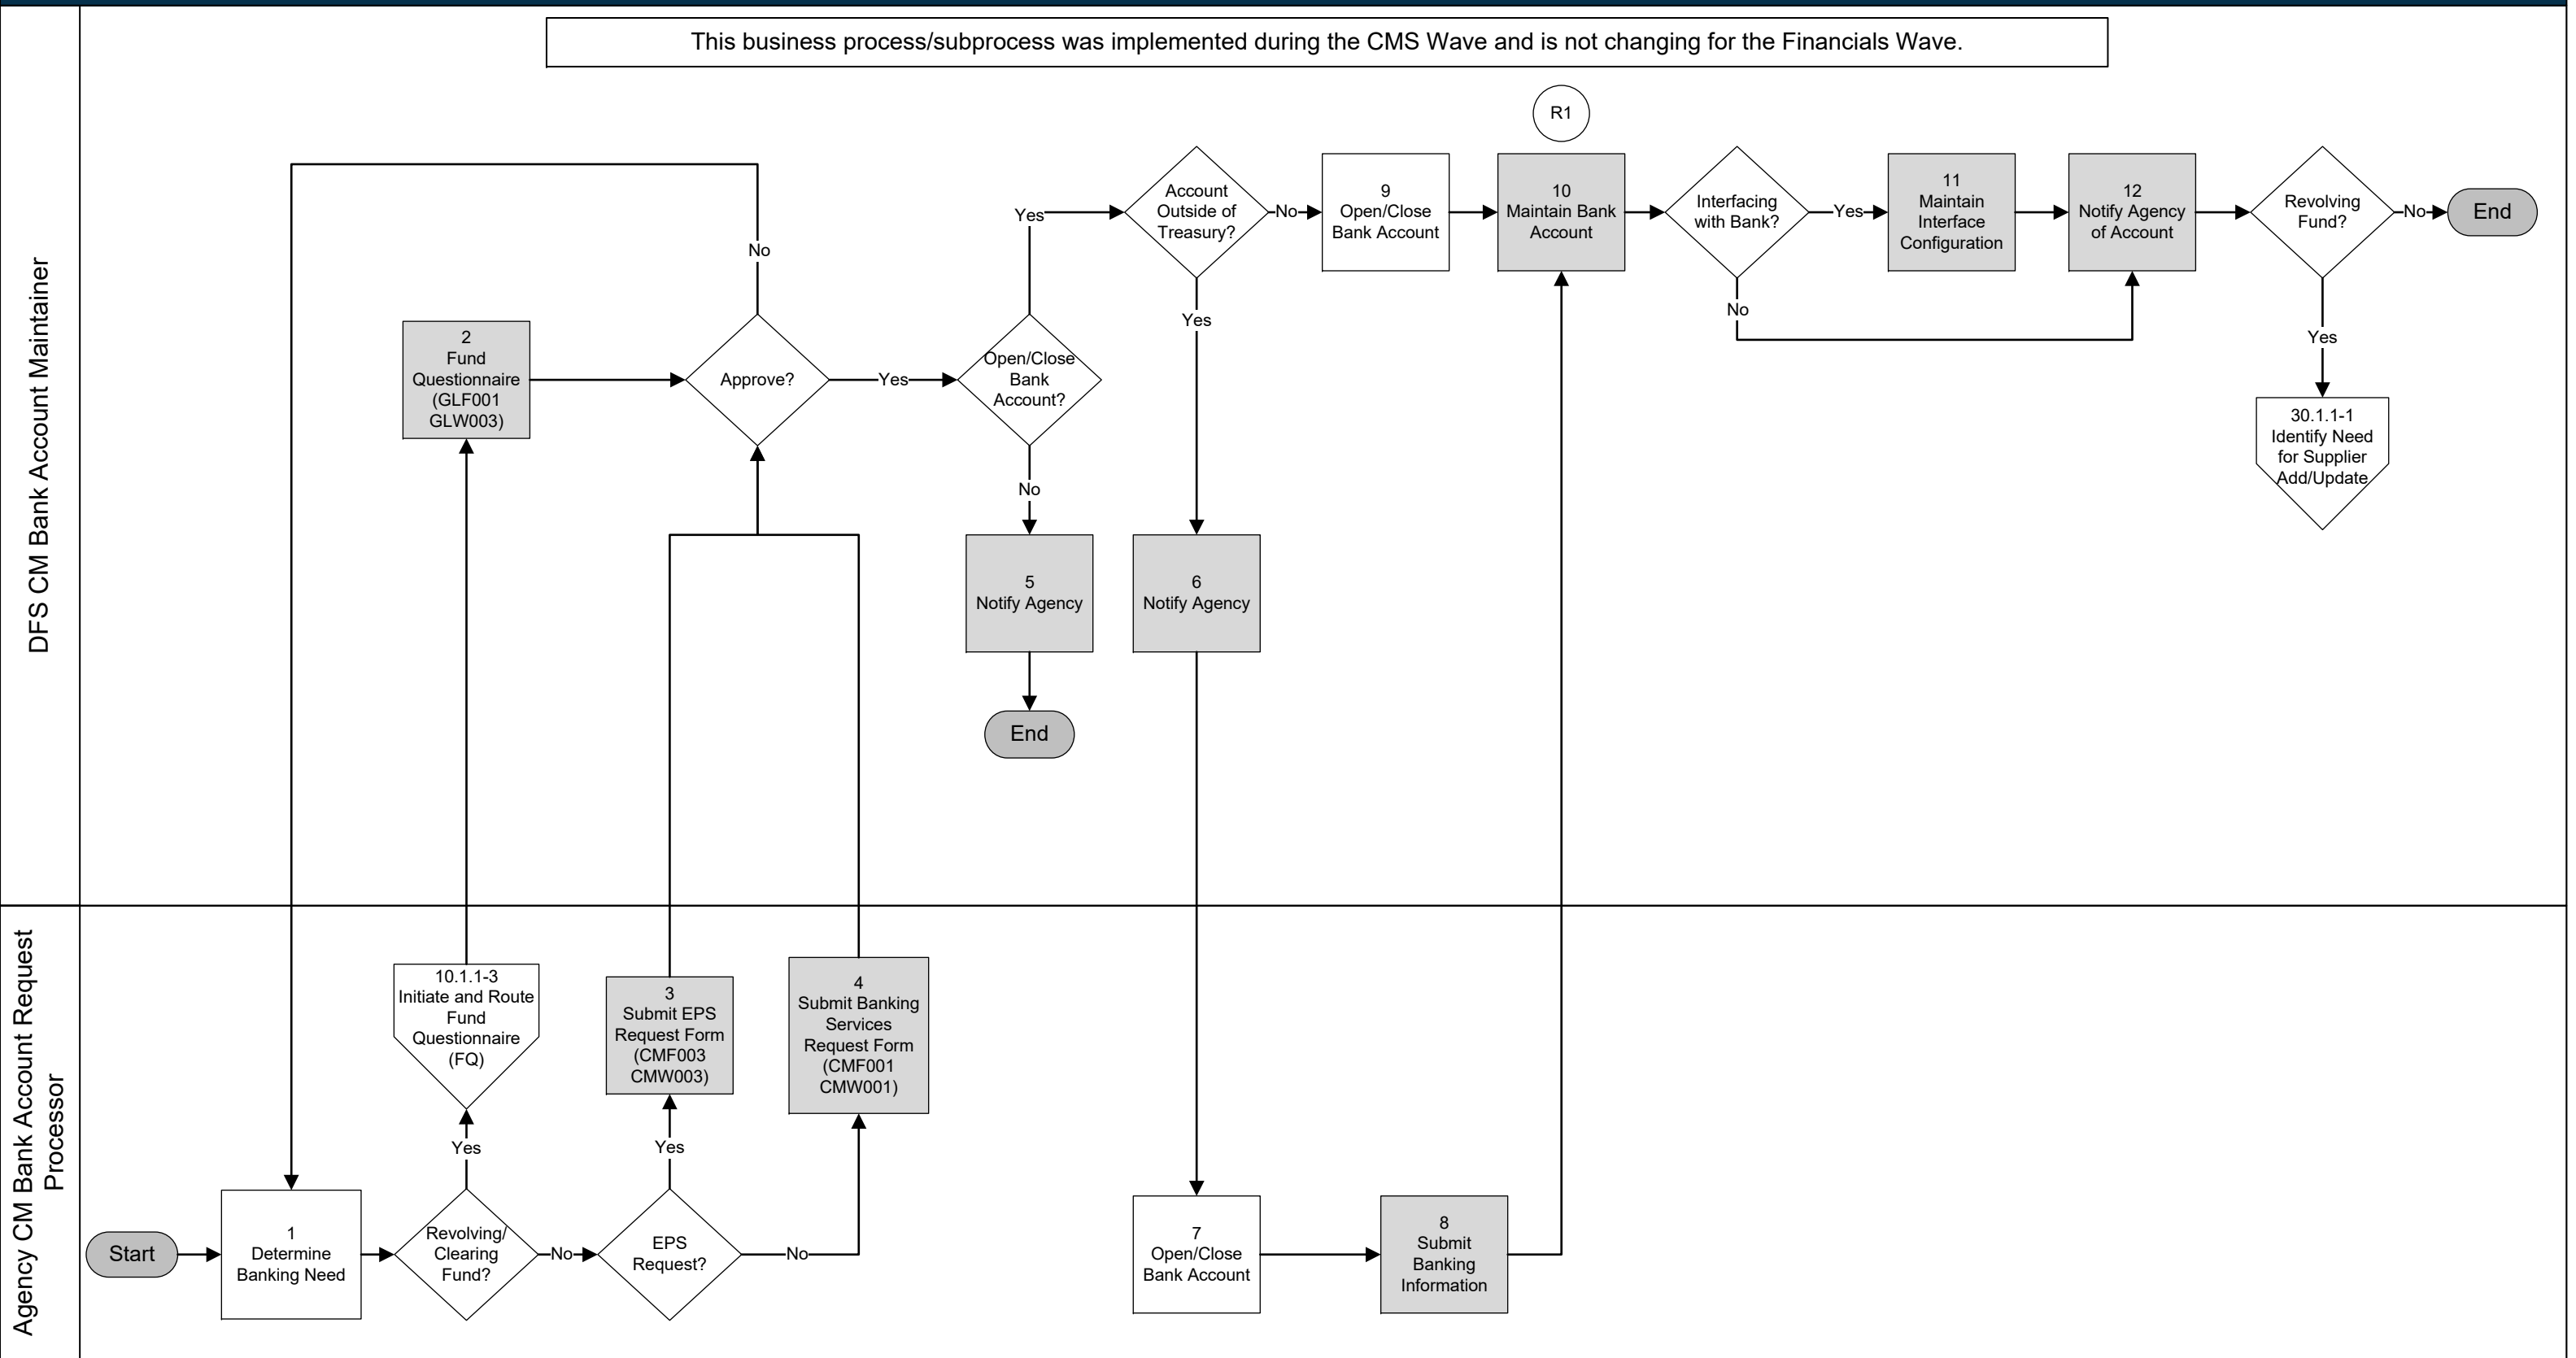 This business process/subprocess was implemented during the CMS Wave and is not changing for the Financials Wave.
DFS CM Bank Account Maintainer
R1
No
2
Fund
Questionnaire
(GLF001
GLW003)
Approve?
Yes
Open/Close
Bank
Account?
Yes
No
5
Notify Agency
End
Account
Outside of
Treasury?
Yes
6
Notify Agency
No
9
Open/Close
Bank Account
10
Maintain Bank
Account
Interfacing
with Bank?
No
Yes
11
Maintain
Interface
Configuration
12
Notify Agency
of Account
Revolving
Fund?
No
End
Yes
30.1.1-1
Identify Need
for Supplier
Add/Update
Agency CM Bank Account Request
Processor
Start
1
Determine
Banking Need
Revolving/
Clearing
Fund?
Yes
10.1.1-3
Initiate and Route
Fund
Questionnaire
(FQ)
No
EPS
Request?
Yes
3
Submit EPS
Request Form
(CMF003
CMW003)
No
4
Submit Banking
Services
Request Form
(CMF001
CMW001)
7
Open/Close
Bank Account
8
Submit
Banking
Information